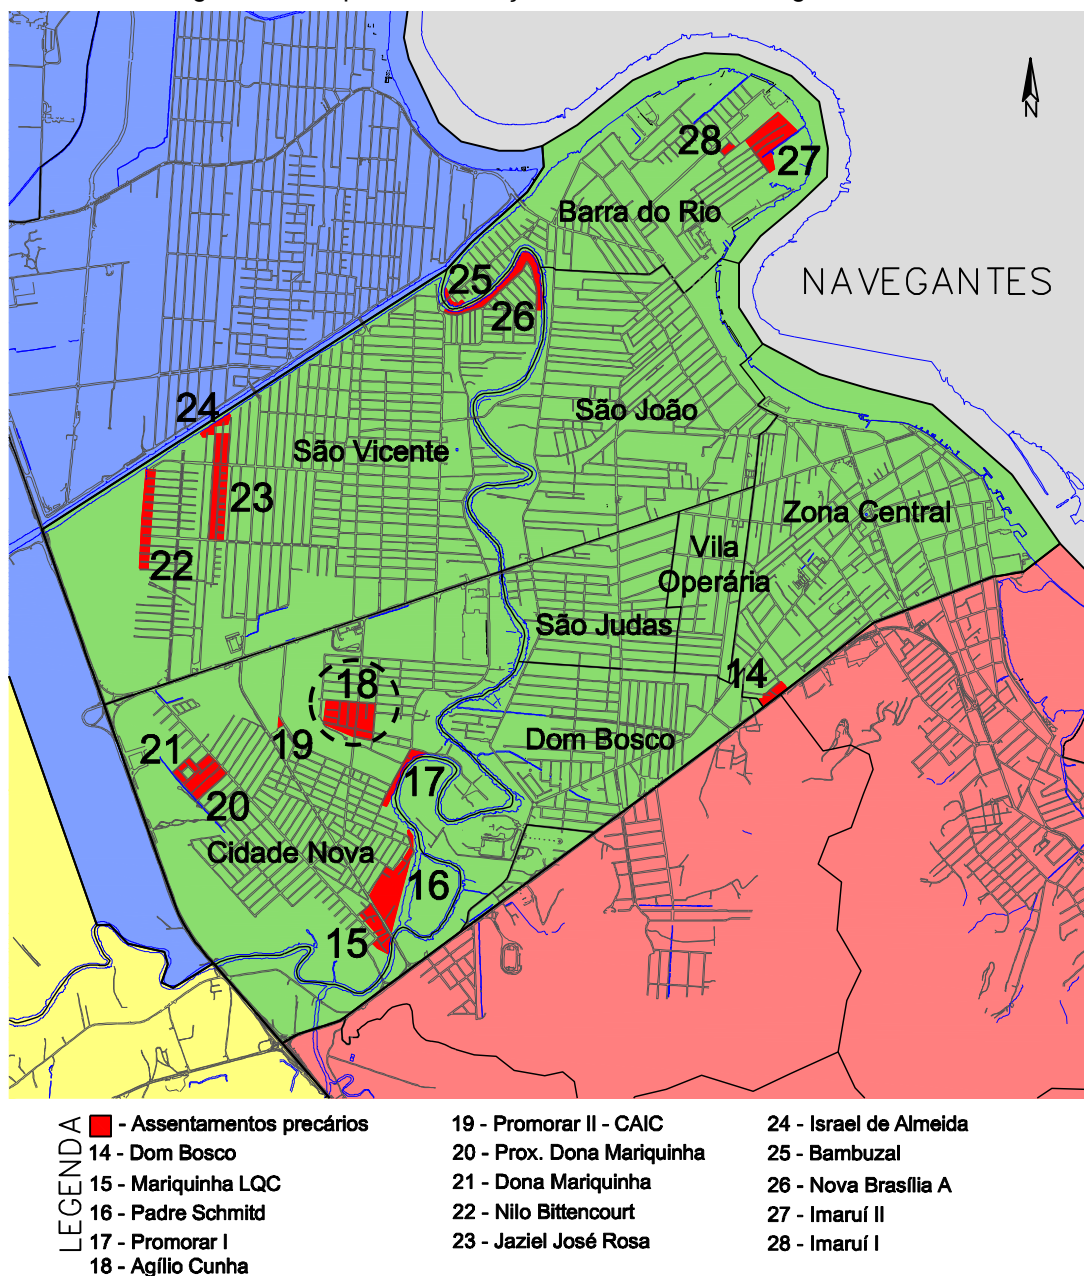 N
28
27
Barra do Rio
NAVEGANTES
25
26
24
São João
São Vicente
23
Zona Central
Vila
Operária
22
São Judas
14
18
19
Dom Bosco
21
17
20
Cidade Nova
16
15
LEGENDA
- Assentamentos precários
14 - Dom Bosco
15 - Mariquinha LQC
16 - Padre Schmitd
17 - Promorar I
18 - Agílio Cunha
19 - Promorar II - CAIC
20 - Prox. Dona Mariquinha
21 - Dona Mariquinha
22 - Nilo Bittencourt
23 - Jaziel José Rosa
24 - Israel de Almeida
25 - Bambuzal
26 - Nova Brasília A
27 - Imaruí II
28 - Imaruí I